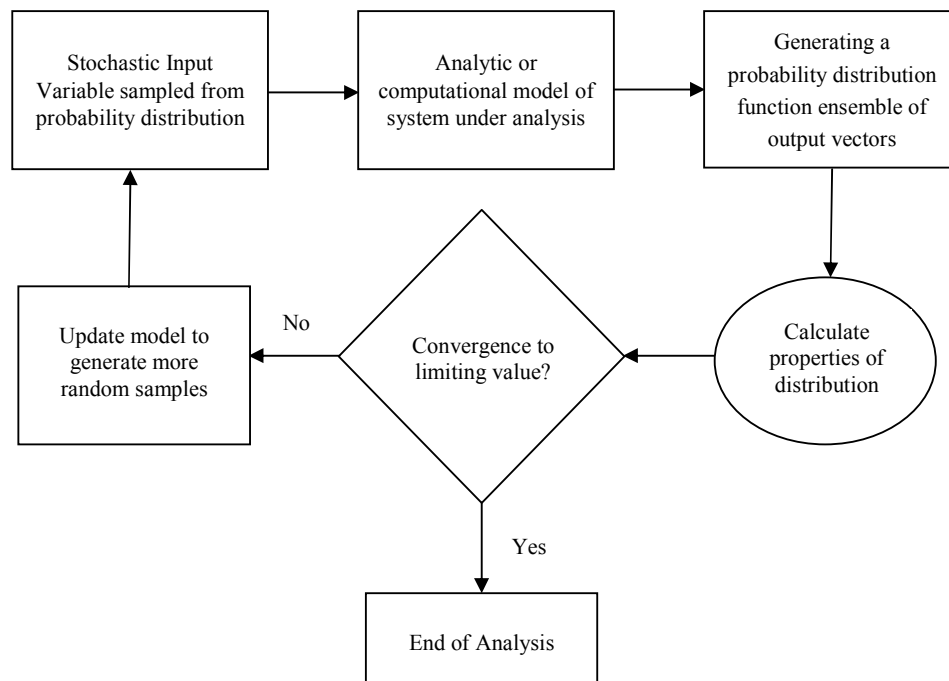 Stochastic Input
Variable sampled from
probability distribution
Analytic or
computational model of
system under analysis
Generating a
probability distribution
function ensemble of
output vectors
Calculate
properties of
distribution
Convergence to
limiting value?
No
Update model to
generate more
random samples
Yes
End of Analysis